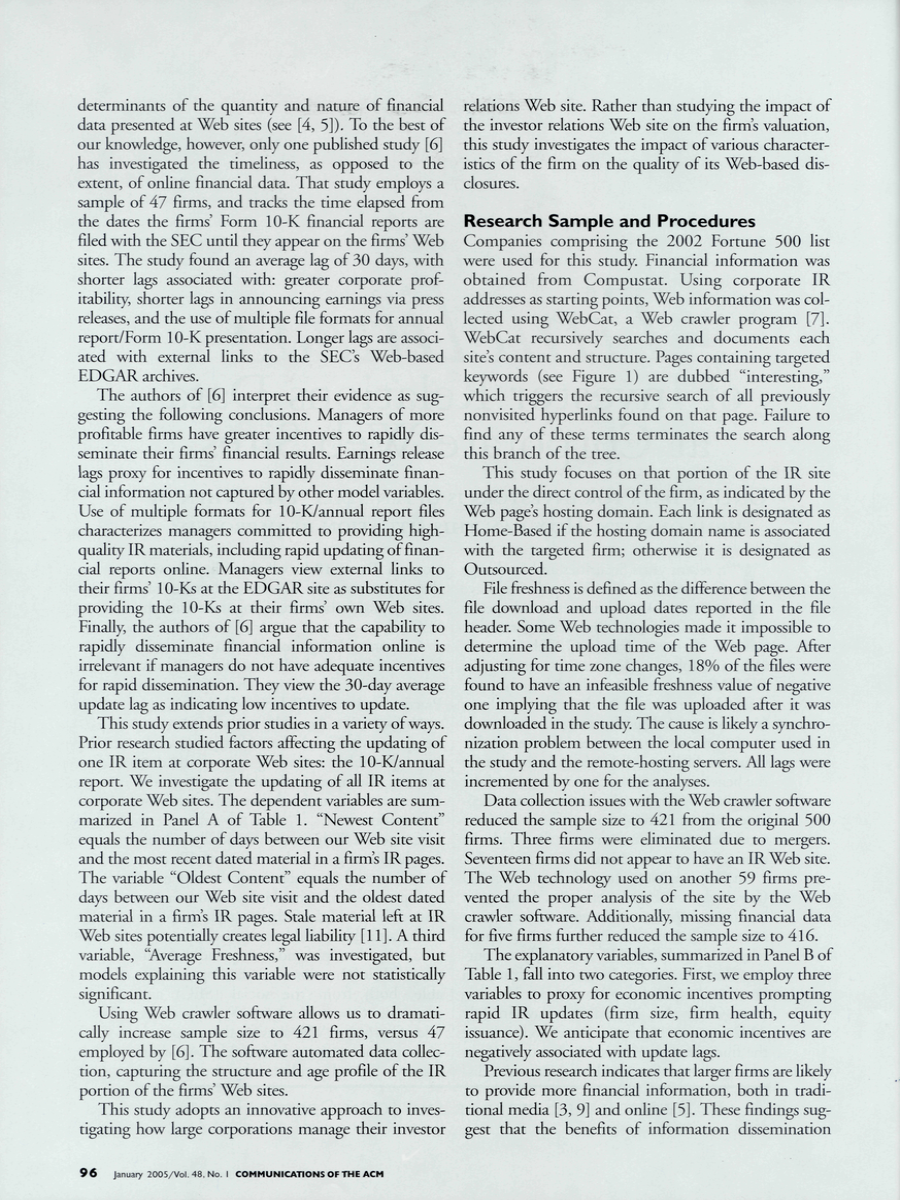 determinants of the quantity and nature of financial
data presented at Web sites (see [4, 5]). To the best of
our knowledge, however, only one published study [6]
has investigated the timeliness, as opposed to the
extent, of online financial data. That study employs a
sample of 47 firms, and tracks the time elapsed from
the dates the firms' Form 10-K financial reports are
filed with the SEC until they appear on the firms' Web
sites. The study found an average lag of 30 days, with
shorter lags associated with: greater corporate prof-
itability, shorter lags in announcing earnings via press
releases, and the use of multiple file formats for annual
report/Form 10-K presentation. Longer lags are associ-
ated with external links to the SEC's Web-based
EDGAR archives.
The authors of [6] interpret their evidence as sug-
gesting the following conclusions. Managers of more
profitable firms have greater incentives to rapidly dis-
seminate their firms' financial results. Earnings release
lags proxy for incentives to rapidly disseminate finan-
cial information not captured by other model variables.
Use of multiple formats for 10-K/annual report files
characterizes managers committed to providing high-
quality IR materials, including rapid updating of finan-
cial reports online. Managers view external links to
their firms' 10-Ks at the EDGAR site as substitutes for
providing the 10-Ks at their firms' own Web sites.
Finally, the authors of [6] argue that the capability to
rapidly disseminate financial information online is
irrelevant if managers do not have adequate incentives
for rapid dissemination. They view the 30-day average
update lag as indicating low incentives to update.
This study extends prior studies in a variety of ways.
Prior research studied factors affecting the updating of
one IR item at corporate Web sites: the 10-K/annual
report. We investigate the updating of all IR items at
corporate Web sites. The dependent variables are sum-
marized in Panel A of Table 1. "Newest Content"
equals the number of days between our Web site visit
and the most recent dated material in a firm's IR pages.
The variable "Oldest Content" equals the number of
days between our Web site visit and the oldest dated
material in a firm's IR pages. Stale material left at IR
Web sites potentially creates legal liability [11]. A third
variable, "Average Freshness," was investigated, but
models explaining this variable were not statistically
significant.
Using Web crawler software allows us to dramati-
cally increase sample size to 421 firms, versus 47
employed by [6]. The software automated data collec-
tion, capturing the structure and age profile of the IR
portion of the firms' Web sites.
This study adopts an innovative approach to inves-
tigating how large corporations manage their investor
relations Web site. Rather than studying the impact of
the investor relations Web site on the firm's valuation,
this study investigates the impact of various character-
istics of the firm on the quality of its Web-based dis-
closures.
Research Sample and Procedures
Companies comprising the 2002 Fortune 500 list
were used for this study. Financial information was
obtained from Compustat. Using corporate IR
addresses as starting points, Web information was col-
lected using WebCat, a Web crawler program [7].
WebCat recursively searches and documents each
site's content and structure. Pages containing targeted
keywords (see Figure 1) are dubbed "interesting,"
which triggers the recursive search of all previously
nonvisited hyperlinks found on that page. Failure to
find any of these terms terminates the search along
this branch of the tree.
This study focuses on that portion of the IR site
under the direct control of the firm, as indicated by the
Web page's hosting domain. Each link is designated as
Home-Based if the hosting domain name is associated
with the targeted firm; otherwise it is designated as
Outsourced.
File freshness is defined as the difference between the
file download and upload dates reported in the file
header. Some Web technologies made it impossible to
determine the upload time of the Web page. After
adjusting for time zone changes, 18% of the files were
found to have an infeasible freshness value of negative
one implying that the file was uploaded after it was
downloaded in the study. The cause is likely a synchro-
nization problem between the local computer used in
the study and the remote-hosting servers. All lags were
incremented by one for the analyses.
Data collection issues with the Web crawler software
reduced the sample size to 421 from the original 500
firms. Three firms were eliminated due to mergers.
Seventeen firms did not appear to have an IR Web site.
The Web technology used on another 59 firms pre-
vented the proper analysis of the site by the Web
crawler software. Additionally, missing financial data
for five firms further reduced the sample size to 416.
The explanatory variables, summarized in Panel B of
Table 1, fall into two categories. First, we employ three
variables to proxy for economic incentives prompting
rapid IR updates (firm size, firm health, equity
issuance). We anticipate that economic incentives are
negatively associated with update lags.
Previous research indicates that larger firms are likely
to provide more financial information, both in tradi-
tional media [3, 9] and online [5]. These findings sug-
gest that the benefits of information dissemination
96 January 2005/Vol. 48, No. 1 COMMUNICATIONS OF THE ACM